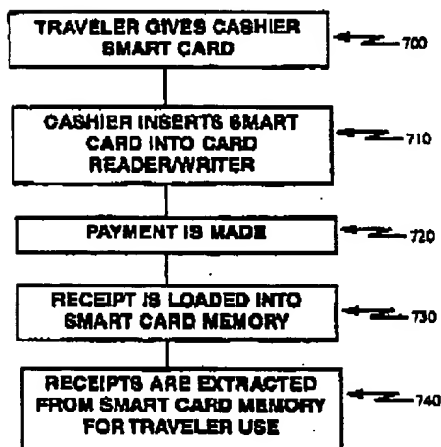 TRAVELER GIVES CASHIER
SMART CARD
700
CASHIER INSERTS SMART
CARD INTO CARD
READER/WRITER
710
PAYMENT IS MADE
720
RECEIPT IS LOADED INTO
SMART CARD MEMORY
730
RECEIPTS ARE EXTRACTED
FROM SMART CARD MEMORY
FOR TRAVELER USE
740